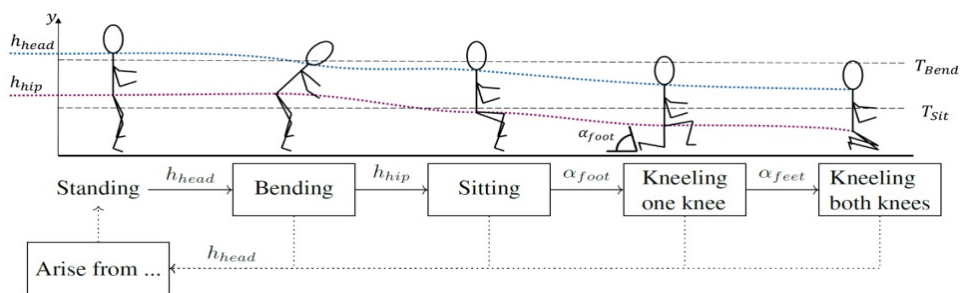 y
h_head
T_Bend
h_hip
T_Sit
α_foot
Standing
h_head
Bending
h_hip
Sitting
α_foot
Kneeling
one knee
α_feet
Kneeling
both knees
Arise from ...
h_head